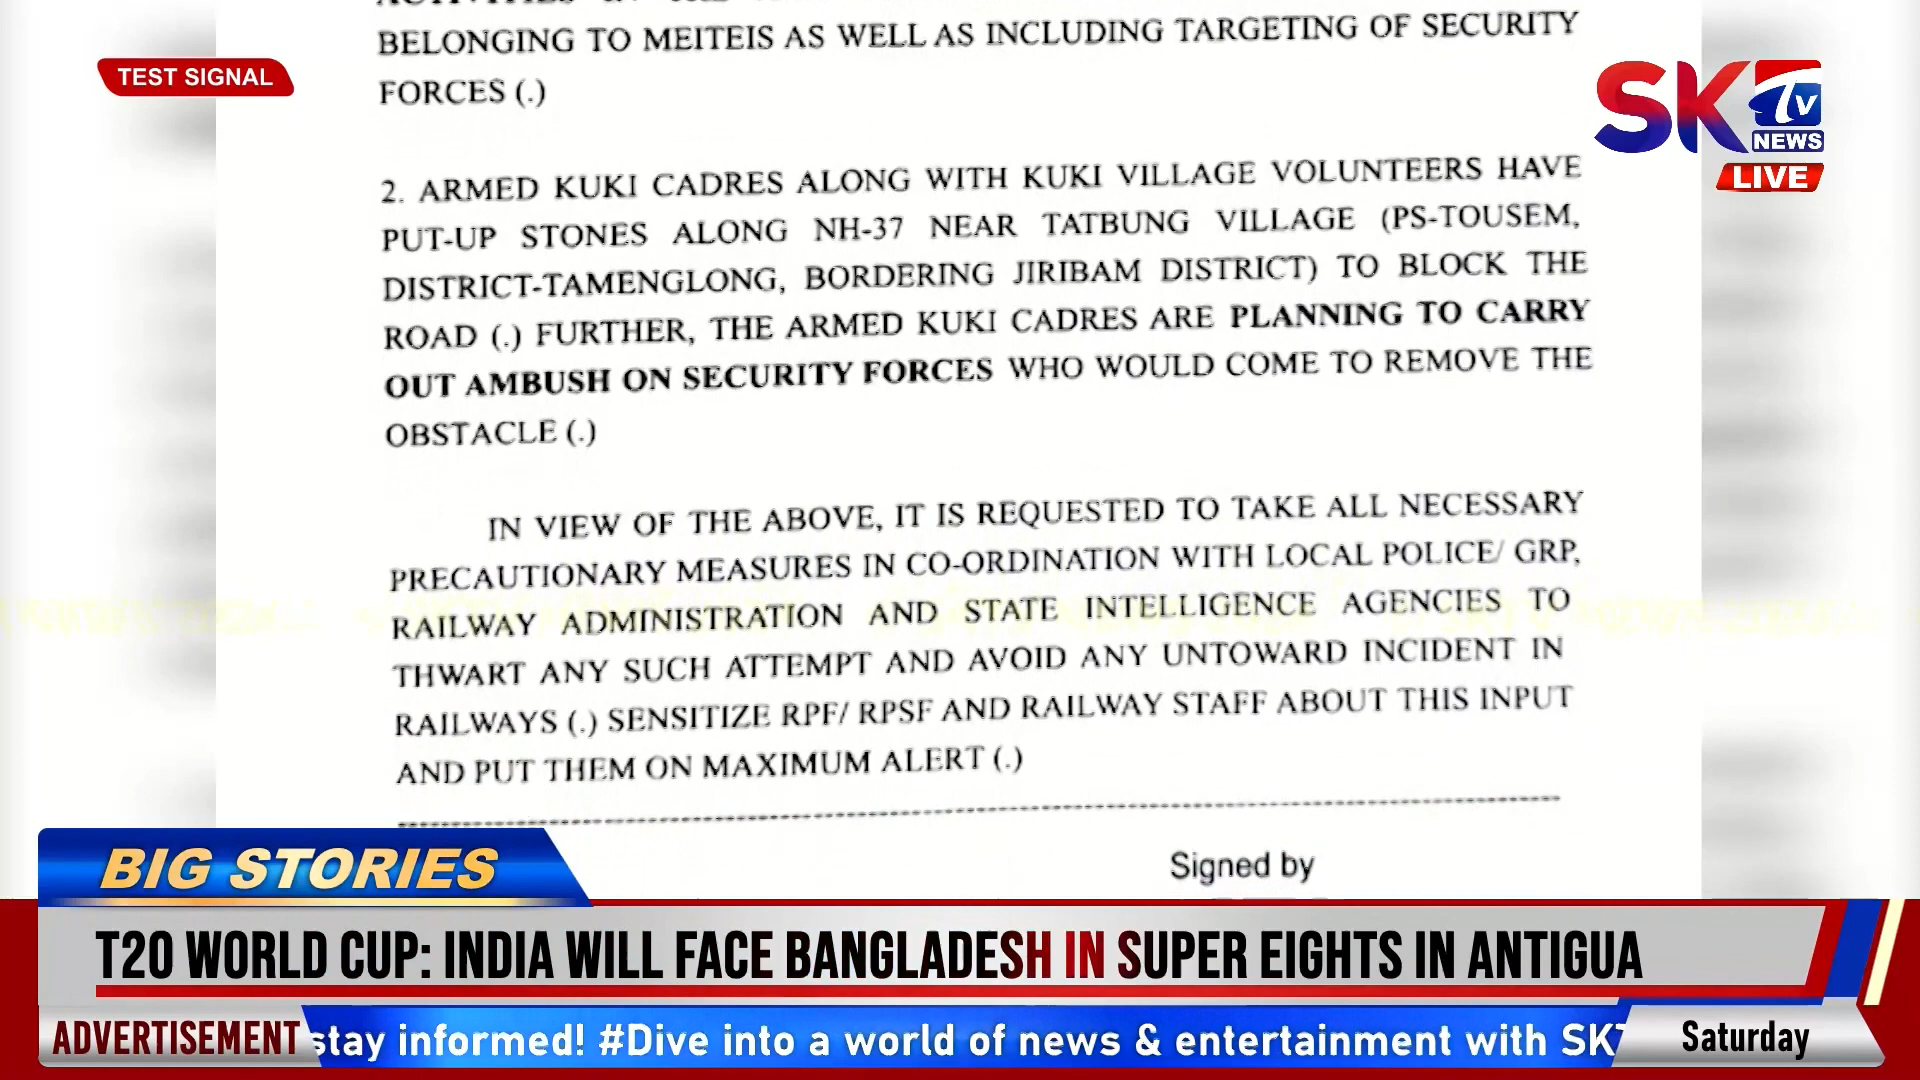 BELONGING TO MEITEIS AS WELL AS INCLUDING TARGETING OF SECURITY
FORCES (.)
TEST SIGNAL
SK TV
NEWS
LIVE
2. ARMED KUKI CADRES ALONG WITH KUKI VILLAGE VOLUNTEERS HAVE
PUT-UP STONES ALONG NH-37 NEAR TATBUNG VILLAGE (PS-TOUSEM,
DISTRICT-TAMENGLONG, BORDERING JIRIBAM DISTRICT) TO BLOCK THE
ROAD (.) FURTHER, THE ARMED KUKI CADRES ARE PLANNING TO CARRY
OUT AMBUSH ON SECURITY FORCES WHO WOULD COME TO REMOVE THE
OBSTACLE (.)
IN VIEW OF THE ABOVE, IT IS REQUESTED TO TAKE ALL NECESSARY
PRECAUTIONARY MEASURES IN CO-ORDINATION WITH LOCAL POLICE/ GRP,
RAILWAY ADMINISTRATION AND STATE INTELLIGENCE AGENCIES TO
THWART ANY SUCH ATTEMPT AND AVOID ANY UNTOWARD INCIDENT IN
RAILWAYS (.) SENSITIZE RPF/ RPSF AND RAILWAY STAFF ABOUT THIS INPUT
AND PUT THEM ON MAXIMUM ALERT (.)
Signed by
BIG STORIES
T20 WORLD CUP: INDIA WILL FACE BANGLADESH IN SUPER EIGHTS IN ANTIGUA
ADVERTISEMENT
stay informed! #Dive into a world of news & entertainment with SKT
Saturday